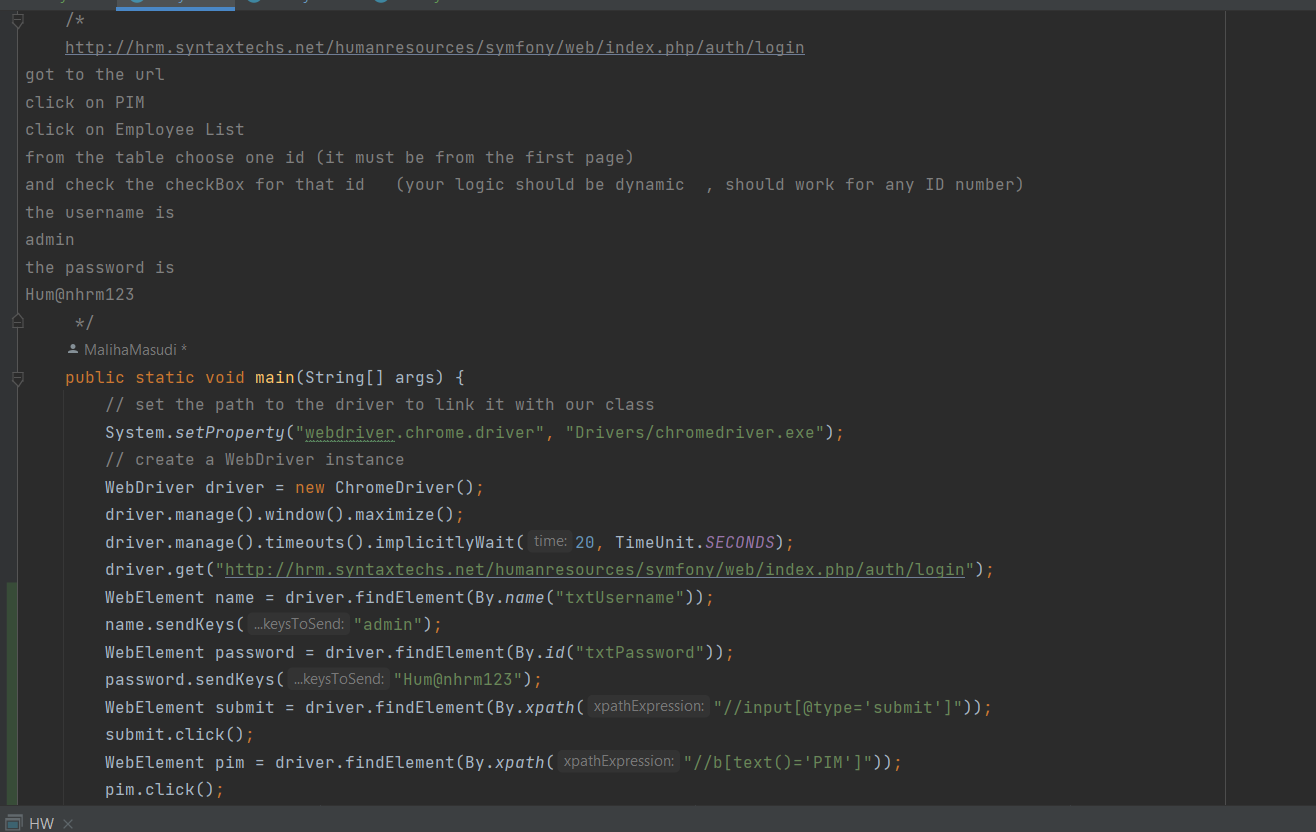 /*
http://hrm.syntaxtechs.net/humanresources/symfony/web/index.php/auth/login
got to the url
click on PIM
click on Employee List
from the table choose one id (it must be from the first page)
and check the checkBox for that id   (your logic should be dynamic  , should work for any ID number)
the username is
admin
the password is
Hum@nhrm123
*/
MalihaMasudi *
public static void main(String[] args) {
// set the path to the driver to link it with our class
System.setProperty("webdriver.chrome.driver", "Drivers/chromedriver.exe");
// create a WebDriver instance
WebDriver driver = new ChromeDriver();
driver.manage().window().maximize();
driver.manage().timeouts().implicitlyWait( time: 20, TimeUnit.SECONDS);
driver.get("http://hrm.syntaxtechs.net/humanresources/symfony/web/index.php/auth/login");
WebElement name = driver.findElement(By.name("txtUsername"));
name.sendKeys( ...keysToSend: "admin");
WebElement password = driver.findElement(By.id("txtPassword"));
password.sendKeys( ...keysToSend: "Hum@nhrm123");
WebElement submit = driver.findElement(By.xpath( xpathExpression: "//input[@type='submit']"));
submit.click();
WebElement pim = driver.findElement(By.xpath( xpathExpression: "//b[text()='PIM']"));
pim.click();
HW